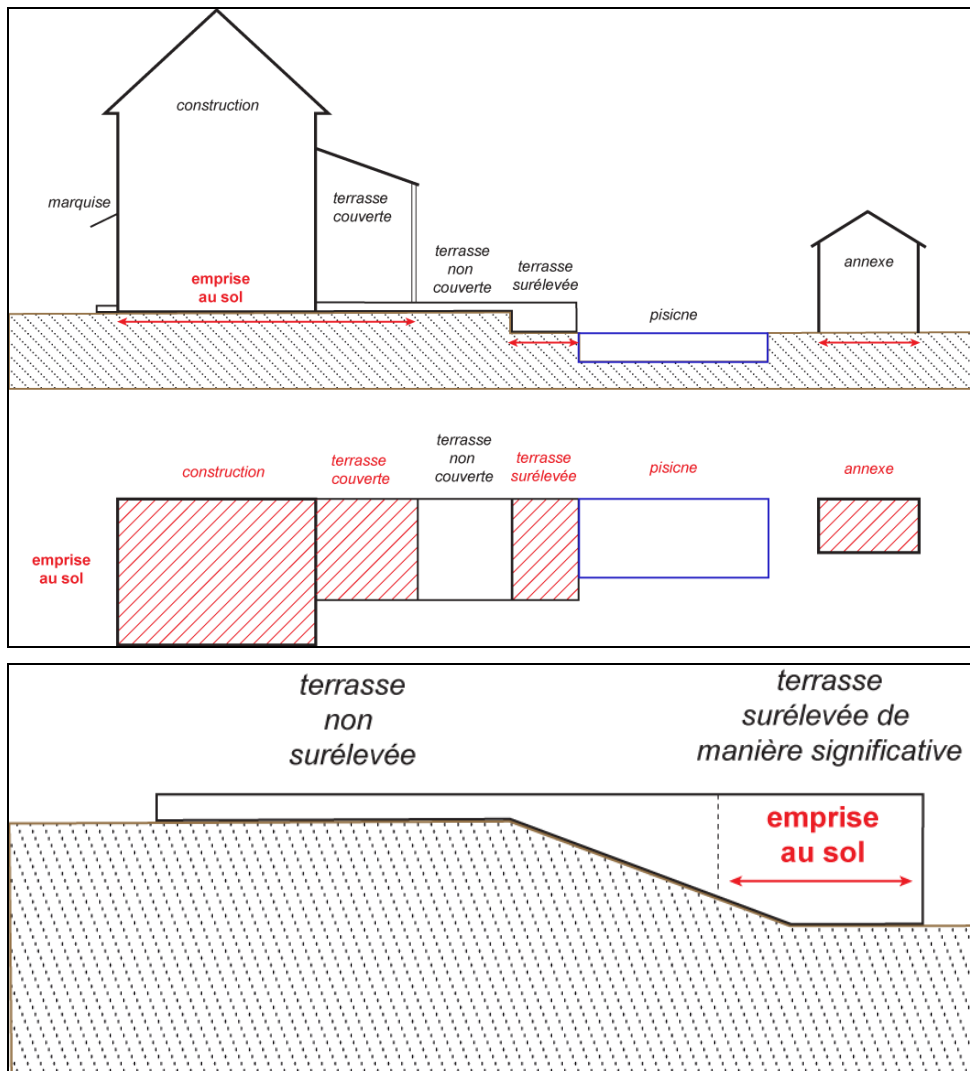 construction
marquise
terrasse
couverte
terrasse
non
couverte
terrasse
surélevée
annexe
emprise
au sol
pisicne
construction
terrasse
couverte
terrasse
non
couverte
terrasse
surélevée
pisicne
annexe
emprise
au sol
terrasse
non
surélevée
terrasse
surélevée de
manière significative
emprise
au sol